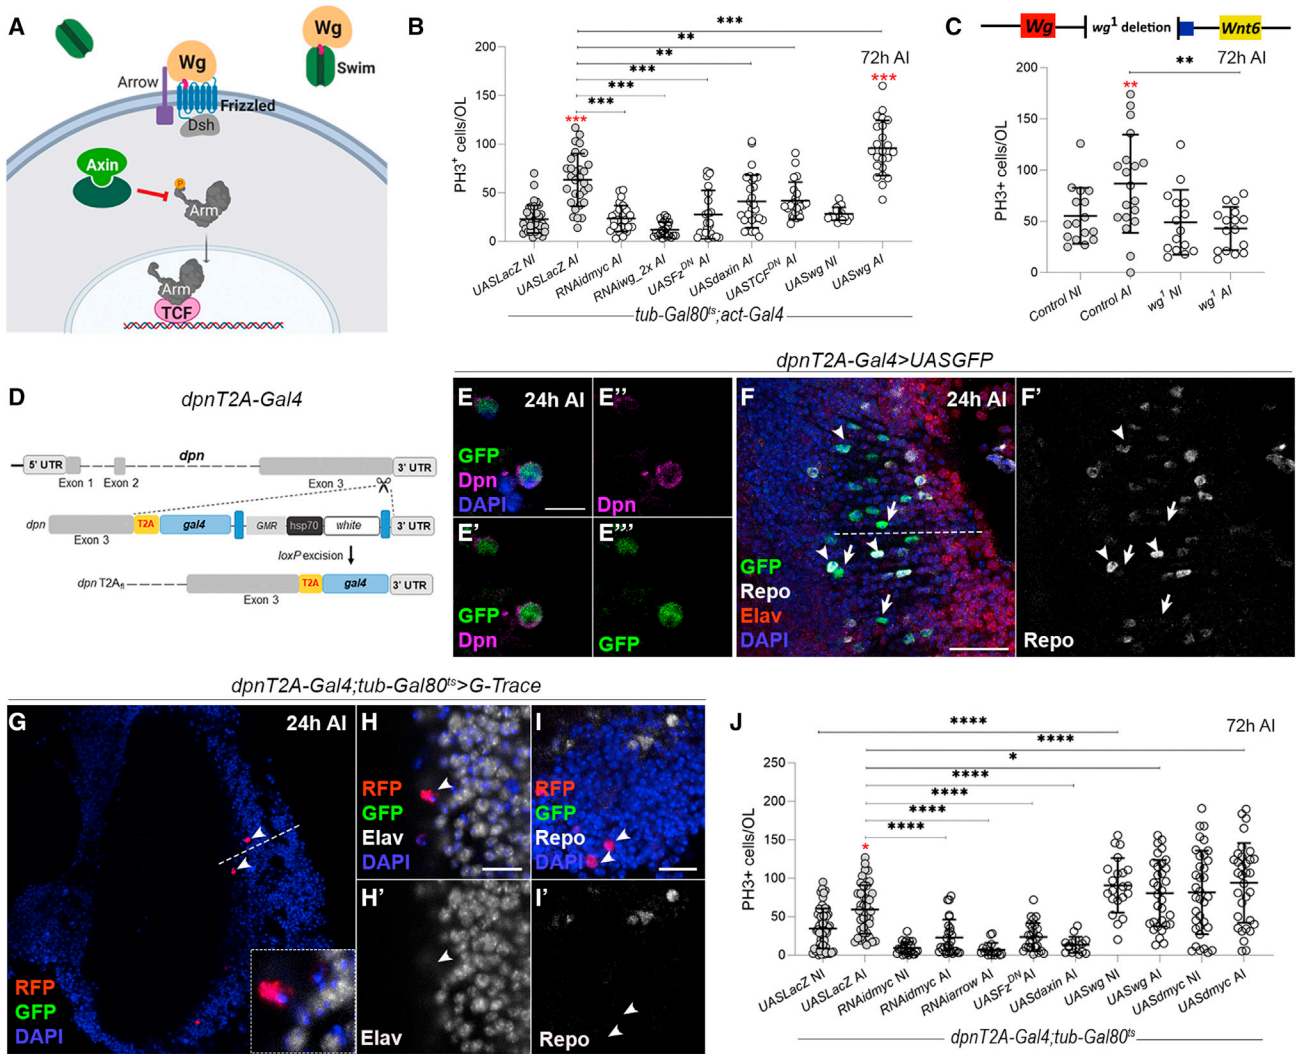 A
Wg
Wg
Swim
Arrow
Frizzled
Dsh
Axin
P
Arm
Arm
TCF
B
72h AI
PH3+ cells/OL
200
150
100
50
0
***
**
**
***
***
***
***
***
UASLacZ NI
UASLacZ AI
RNAidmyc AI
RNAiwg_2x AI
UASFzDN AI
UASdaxin AI
UASTCFDN AI
UASwg NI
UASwg AI
tub-Gal80ts;act-Gal4
C
Wg
wg1 deletion
Wnt6
72h AI
**
**
PH3+ cells/OL
200
150
100
50
0
Control NI
Control AI
wg1 NI
wg1 AI
D
dpnT2A-Gal4
5' UTR
dpn
3' UTR
Exon 1
Exon 2
Exon 3
dpn
T2A
gal4
GMR
hsp70
white
3' UTR
Exon 3
loxP excision
dpn T2Afl
T2A
gal4
3' UTR
Exon 3
dpnT2A-Gal4>UASGFP
E
24h AI
GFP
Dpn
DAPI
E''
Dpn
E'
GFP
Dpn
E'''
GFP
F
24h AI
GFP
Repo
Elav
DAPI
F'
Repo
dpnT2A-Gal4;tub-Gal80ts>G-Trace
G
24h AI
RFP
GFP
DAPI
H
RFP
GFP
Elav
DAPI
H'
Elav
I
RFP
GFP
Repo
DAPI
I'
Repo
J
72h AI
****
****
*
****
****
****
****
*
PH3+ cells/OL
250
200
150
100
50
0
UASLacZ NI
UASLacZ AI
RNAidmyc NI
RNAidmyc AI
RNAiarrow AI
UASFzDN AI
UASdaxin AI
UASwg NI
UASwg AI
UASdmyc NI
UASdmyc AI
dpnT2A-Gal4;tub-Gal80ts